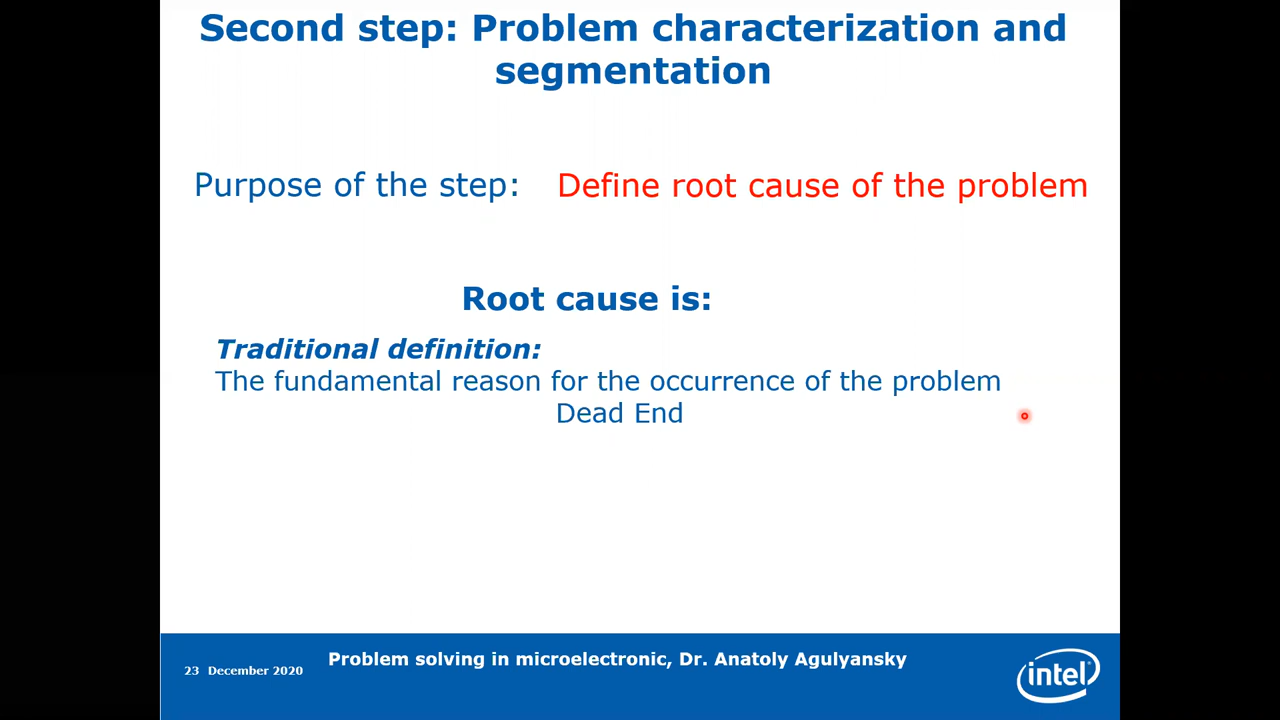 Second step: Problem characterization and
segmentation
Purpose of the step: Define root cause of the problem
Root cause is:
Traditional definition:
The fundamental reason for the occurrence of the problem
Dead End
23 December 2020
Problem solving in microelectronic, Dr. Anatoly Agulyansky
intel